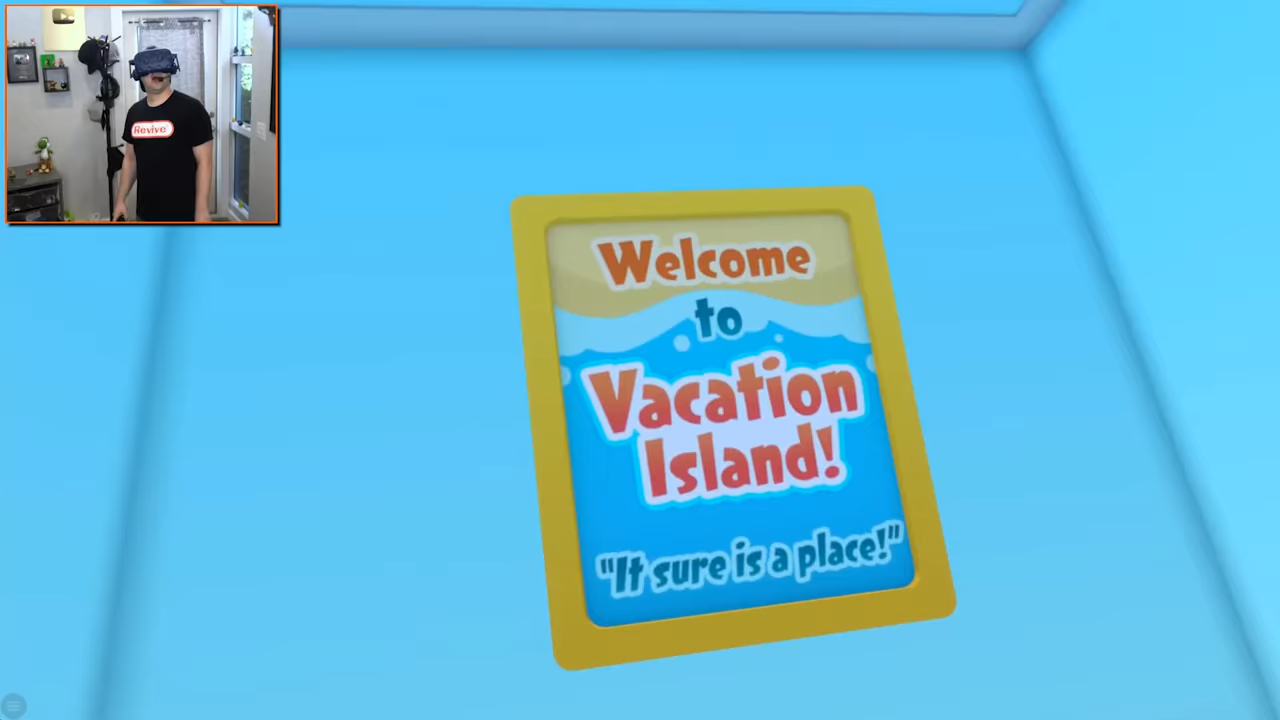 Revive
Welcome
to
Vacation
Island!
"It sure is a place!"